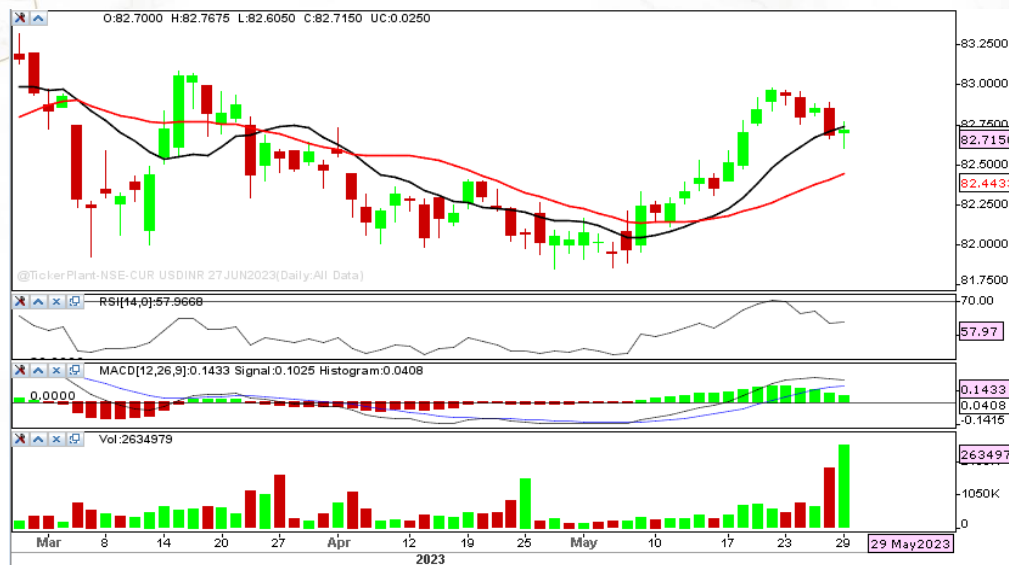 O:82.7000 H:82.7675 L:82.6050 C:82.7150 UC:0.0250
83.2500
83.0000
82.7500
82.7150
82.5000
82.4433
82.2500
82.0000
81.7500
@TickerPlant-NSE-CUR USDINR 27JUN2023(Daily:All Data)
RSI[14,0]:57.9668
70.00
57.97
MACD[12,26,9]:0.1433 Signal:0.1025 Histogram:0.0408
0.0000
0.1433
0.0408
-0.1415
Vol:2634979
263497
1050K
0
Mar 8 14 20 27 Apr 12 19 25 May 10 17 23 29
29 May2023
2023